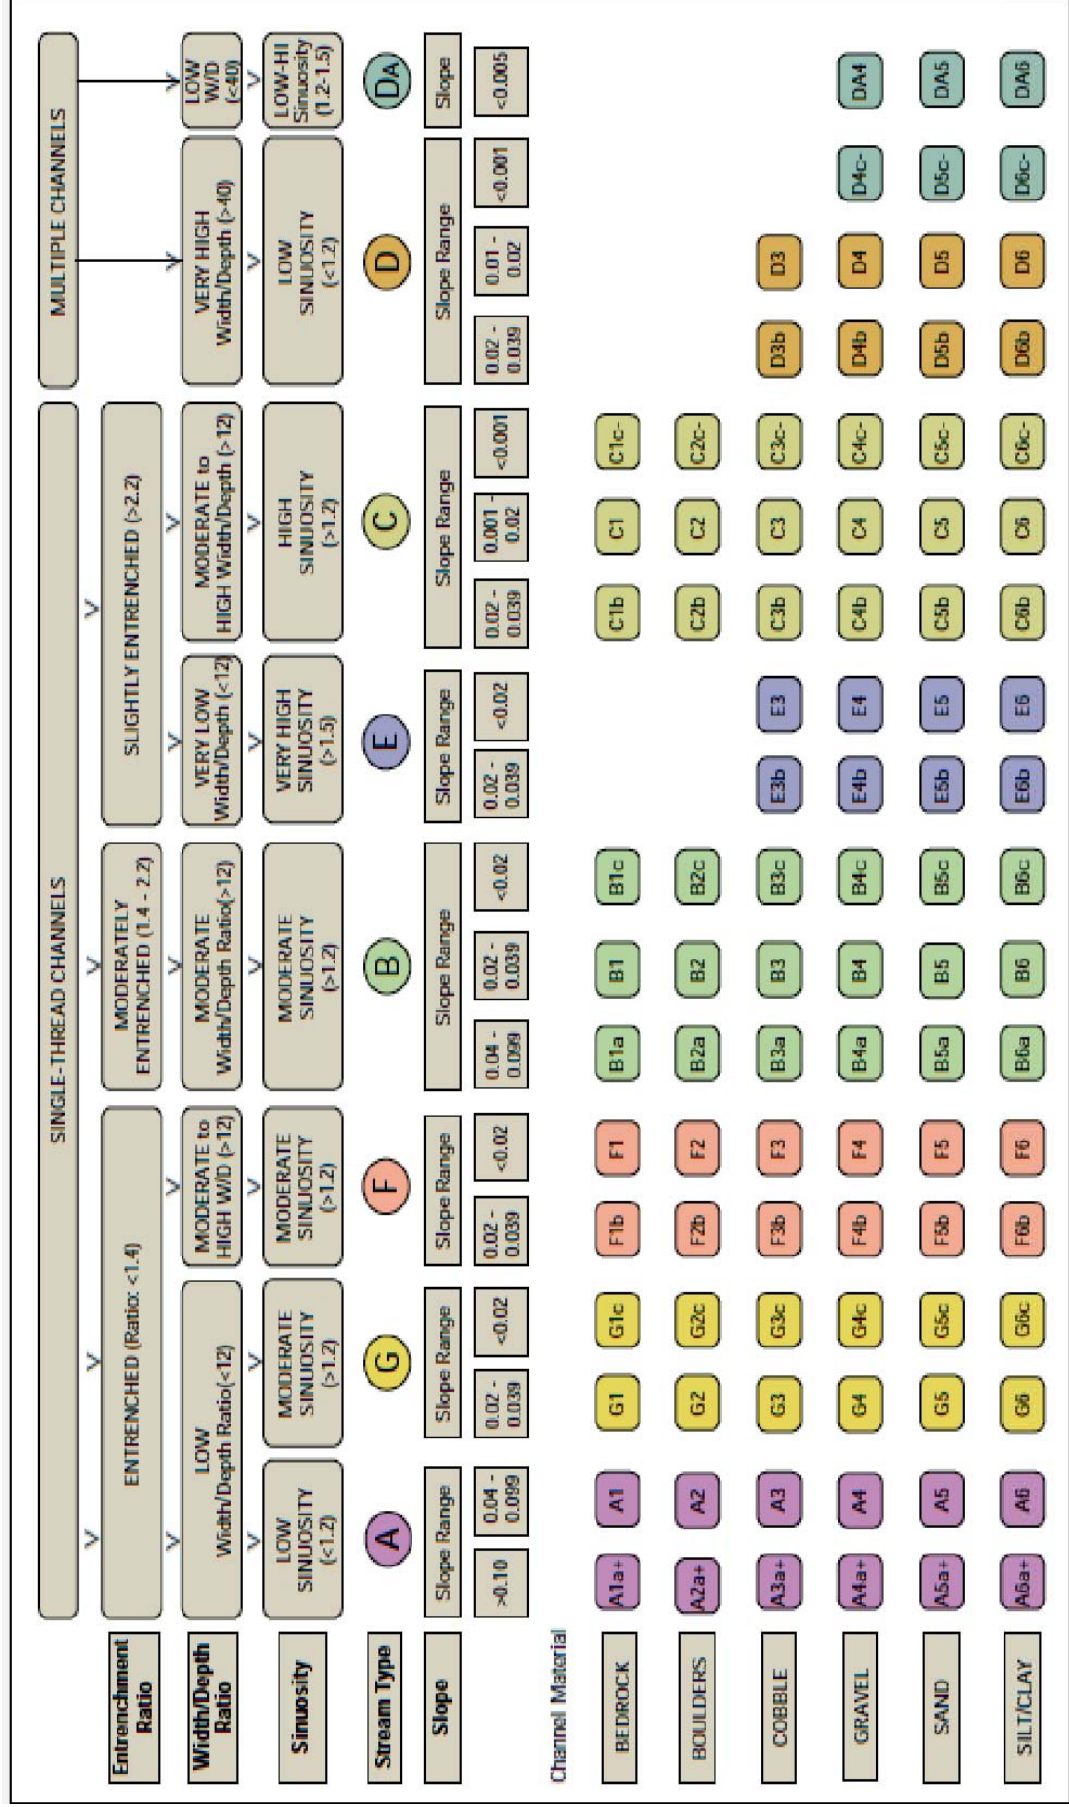 SINGLE-THREAD CHANNELS
MULTIPLE CHANNELS
Entrenchment
Ratio
ENTRENCHED (Ratio: <1.4)
MODERATELY
ENTRENCHED (1.4 - 2.2)
SLIGHTLY ENTRENCHED (>2.2)
Width/Depth
Ratio
LOW
Width/Depth Ratio(<12)
MODERATE to
HIGH W/D (>12)
MODERATE
Width/Depth Ratio(>12)
VERY LOW
Width/Depth (<12)
MODERATE to
HIGH Width/Depth (>12)
VERY HIGH
Width/Depth (>40)
LOW
W/D
(<40)
Sinuosity
LOW
SINUOSITY
(<1.2)
MODERATE
SINUOSITY
(>1.2)
MODERATE
SINUOSITY
(>1.2)
MODERATE
SINUOSITY
(>1.2)
VERY HIGH
SINUOSITY
(>1.5)
HIGH
SINUOSITY
(>1.2)
LOW
SINUOSITY
(<1.2)
LOW-HI
Sinuosity
(1.2-1.5)
Stream Type
A
G
F
B
E
C
D
DA
Slope
Slope Range
Slope Range
Slope Range
Slope Range
Slope Range
Slope Range
Slope Range
Slope
>0.10
0.04 -
0.099
0.02 -
0.039
<0.02
0.02 -
0.039
<0.02
0.04 -
0.099
0.02 -
0.039
<0.02
0.02 -
0.039
<0.02
0.02 -
0.039
0.001 -
0.02
<0.001
0.02 -
0.039
0.01 -
0.02
<0.001
<0.005
Channel Material
BEDROCK A1a+ A1 G1 G1c F1b F1 B1a B1 B1c C1b C1 C1c-
BOULDERS A2a+ A2 G2 G2c F2b F2 B2a B2 B2c C2b C2 C2c-
COBBLE A3a+ A3 G3 G3c F3b F3 B3a B3 B3c E3b E3 C3b C3 C3c- D3b D3
GRAVEL A4a+ A4 G4 G4c F4b F4 B4a B4 B4c E4b E4 C4b C4 C4c- D4b D4 D4c- DA4
SAND A5a+ A5 G5 G5c F5b F5 B5a B5 B5c E5b E5 C5b C5 C5c- D5b D5 D5c- DA5
SILT/CLAY A6a+ A6 G6 G6c F6b F6 B6a B6 B6c E6b E6 C6b C6 C6c- D6b D6 D6c- DA6